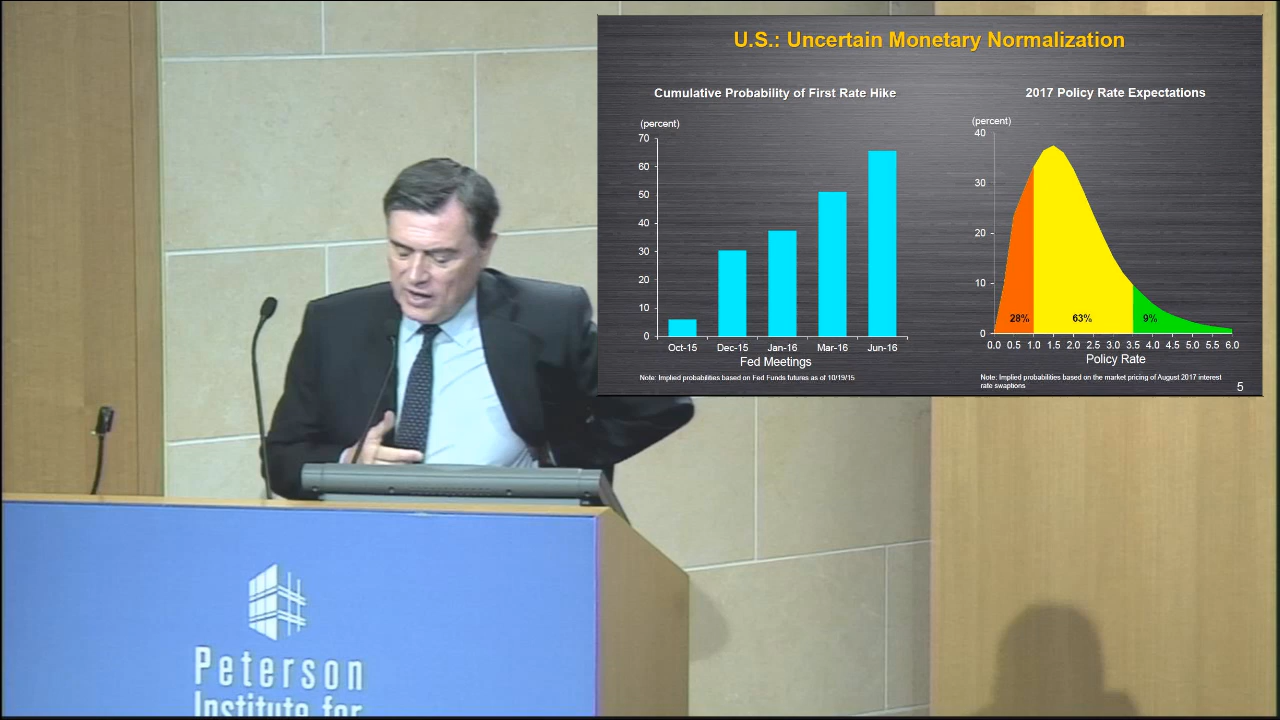 U.S.: Uncertain Monetary Normalization
Cumulative Probability of First Rate Hike
(percent)
70
60
50
40
30
20
10
0
Oct-15 Dec-15 Jan-16 Mar-16 Jun-16
Fed Meetings
Note: Implied probabilities based on Fed Funds futures as of 10/19/15
2017 Policy Rate Expectations
(percent)
40
30
20
10
0
28% 63% 9%
0.0 0.5 1.0 1.5 2.0 2.5 3.0 3.5 4.0 4.5 5.0 5.5 6.0
Policy Rate
Note: Implied probabilities based on the market pricing of August 2017 interest
rate swaptions
5
Peterson
Institute for